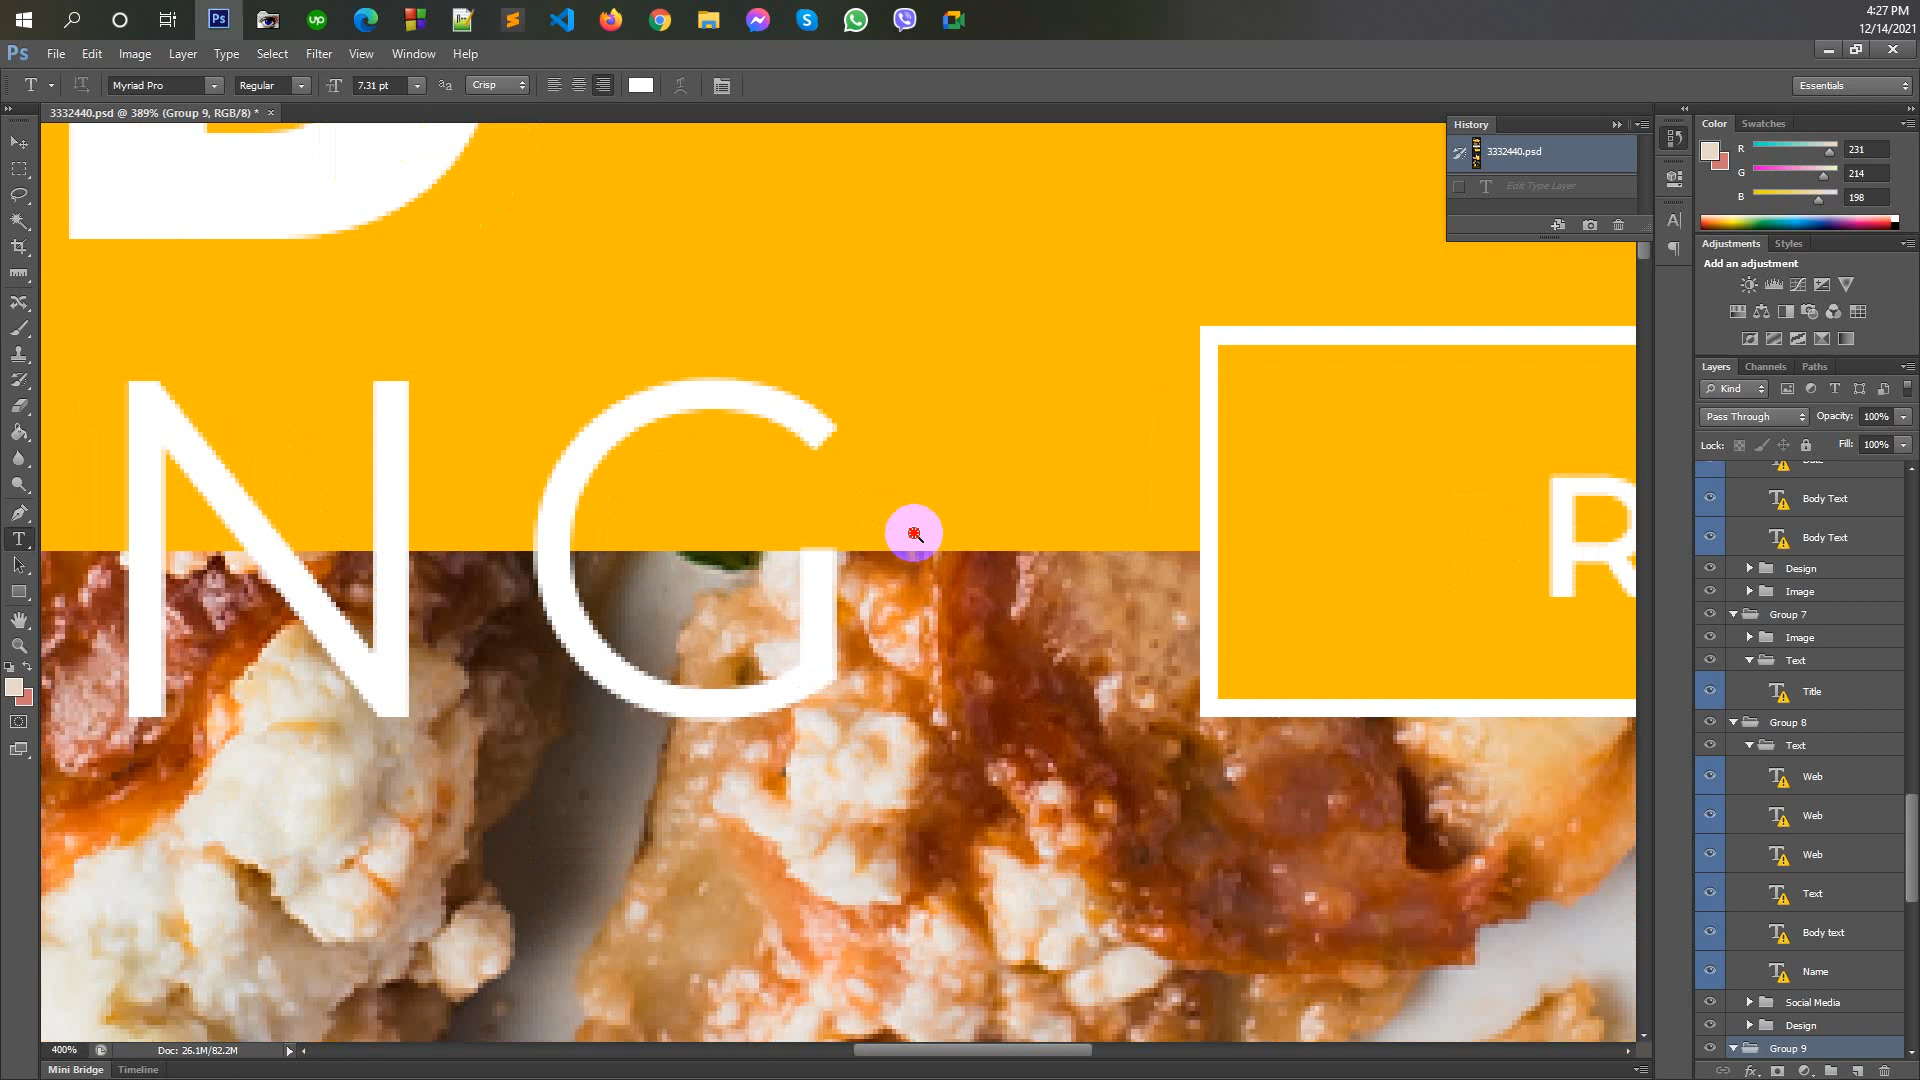 4:27 PM
12/14/2021
Ps File Edit Image Layer Type Select Filter View Window Help
Myriad Pro Regular 7.31 pt Crisp Essentials
3332440.psd @ 389% (Group 9, RGB/8) * ×
History
3332440.psd
Edit Type Layer
NG
R
Color Swatches
R 231
G 214
B 198
Adjustments Styles
Add an adjustment
Layers Channels Paths
Kind
Pass Through Opacity: 100%
Lock: Fill: 100%
Body Text
Body Text
Design
Image
Group 7
Image
Text
Title
Group 8
Text
Web
Web
Web
Text
Body text
Name
Social Media
Design
Group 9
400% Doc: 26.1M/82.2M
Mini Bridge Timeline